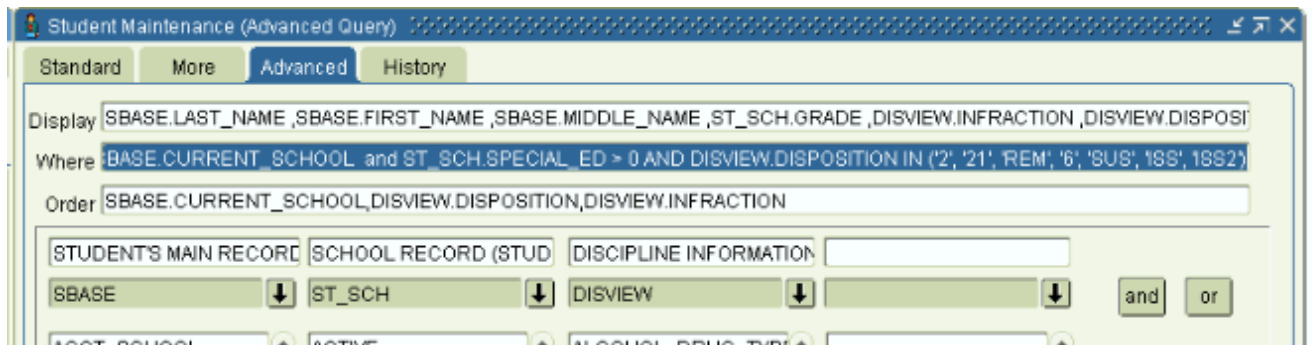 Student Maintenance (Advanced Query)
Standard More Advanced History
Display SBASE.LAST_NAME ,SBASE.FIRST_NAME ,SBASE.MIDDLE_NAME ,ST_SCH.GRADE ,DISVIEW.INFRACTION ,DISVIEW.DISPOSI
Where BASE.CURRENT_SCHOOL and ST_SCH.SPECIAL_ED > 0 AND DISVIEW.DISPOSITION IN ('2', '21', 'REM', '6', 'SUS', 'ISS', 'ISS2')
Order SBASE.CURRENT_SCHOOL,DISVIEW.DISPOSITION,DISVIEW.INFRACTION
STUDENT'S MAIN RECORD SCHOOL RECORD (STUD DISCIPLINE INFORMATION
SBASE ST_SCH DISVIEW and or